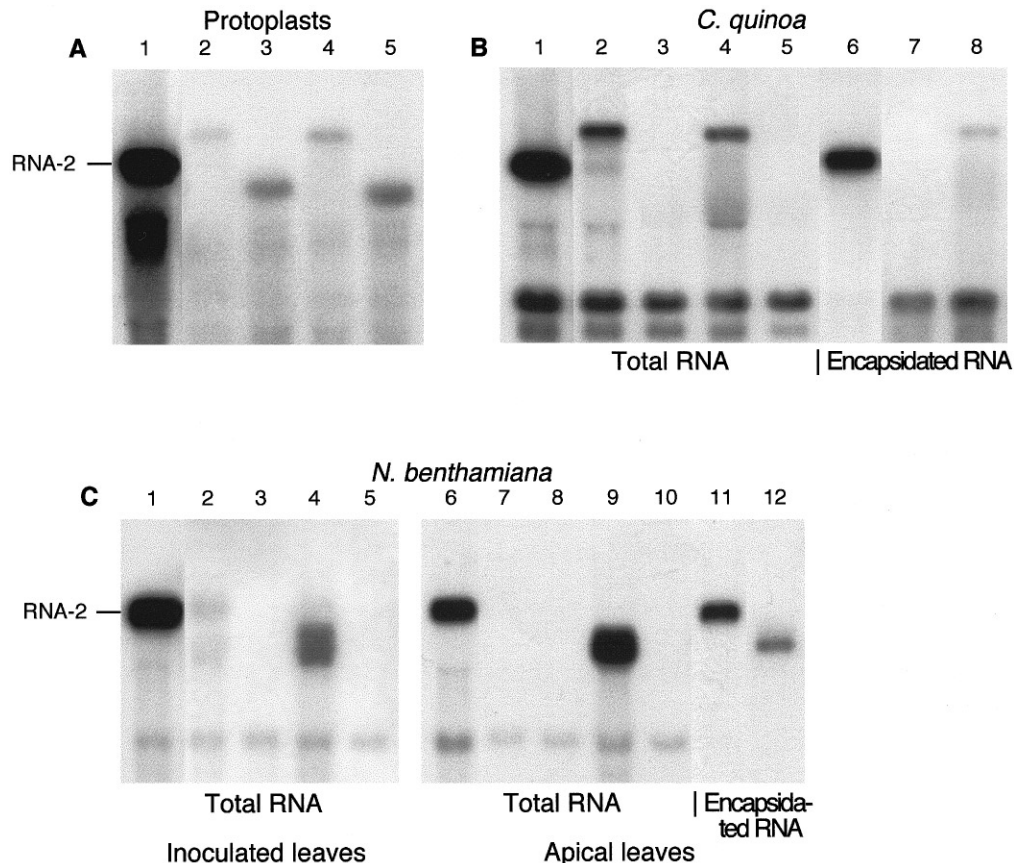 Protoplasts
A 1 2 3 4 5
RNA-2
C. quinoa
B 1 2 3 4 5 6 7 8
Total RNA | Encapsidated RNA
N. benthamiana
C 1 2 3 4 5 6 7 8 9 10 11 12
RNA-2
Total RNA Total RNA | Encapsida-
ted RNA
Inoculated leaves Apical leaves